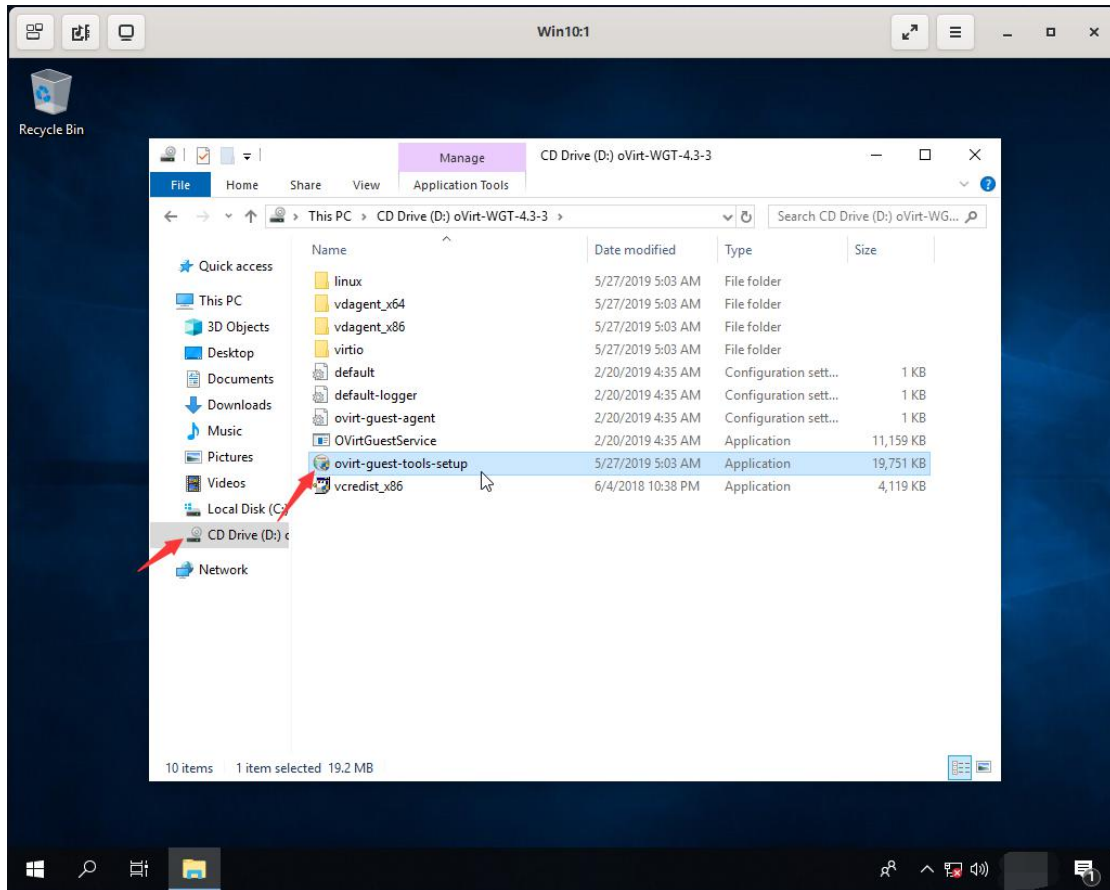 Win10:1
Recycle Bin
Manage CD Drive (D:) oVirt-WGT-4.3-3
File Home Share View Application Tools
This PC > CD Drive (D:) oVirt-WGT-4.3-3 > Search CD Drive (D:) oVirt-WG...
Name Date modified Type Size
Quick access
This PC
3D Objects
Desktop
Documents
Downloads
Music
Pictures
Videos
Local Disk (C:)
CD Drive (D:) o
Network
linux 5/27/2019 5:03 AM File folder
vdagent_x64 5/27/2019 5:03 AM File folder
vdagent_x86 5/27/2019 5:03 AM File folder
virtio 5/27/2019 5:03 AM File folder
default 2/20/2019 4:35 AM Configuration sett... 1 KB
default-logger 2/20/2019 4:35 AM Configuration sett... 1 KB
ovirt-guest-agent 2/20/2019 4:35 AM Configuration sett... 1 KB
OVirtGuestService 2/20/2019 4:35 AM Application 11,159 KB
ovirt-guest-tools-setup 5/27/2019 5:03 AM Application 19,751 KB
vcredist_x86 6/4/2018 10:38 PM Application 4,119 KB
10 items 1 item selected 19.2 MB
1